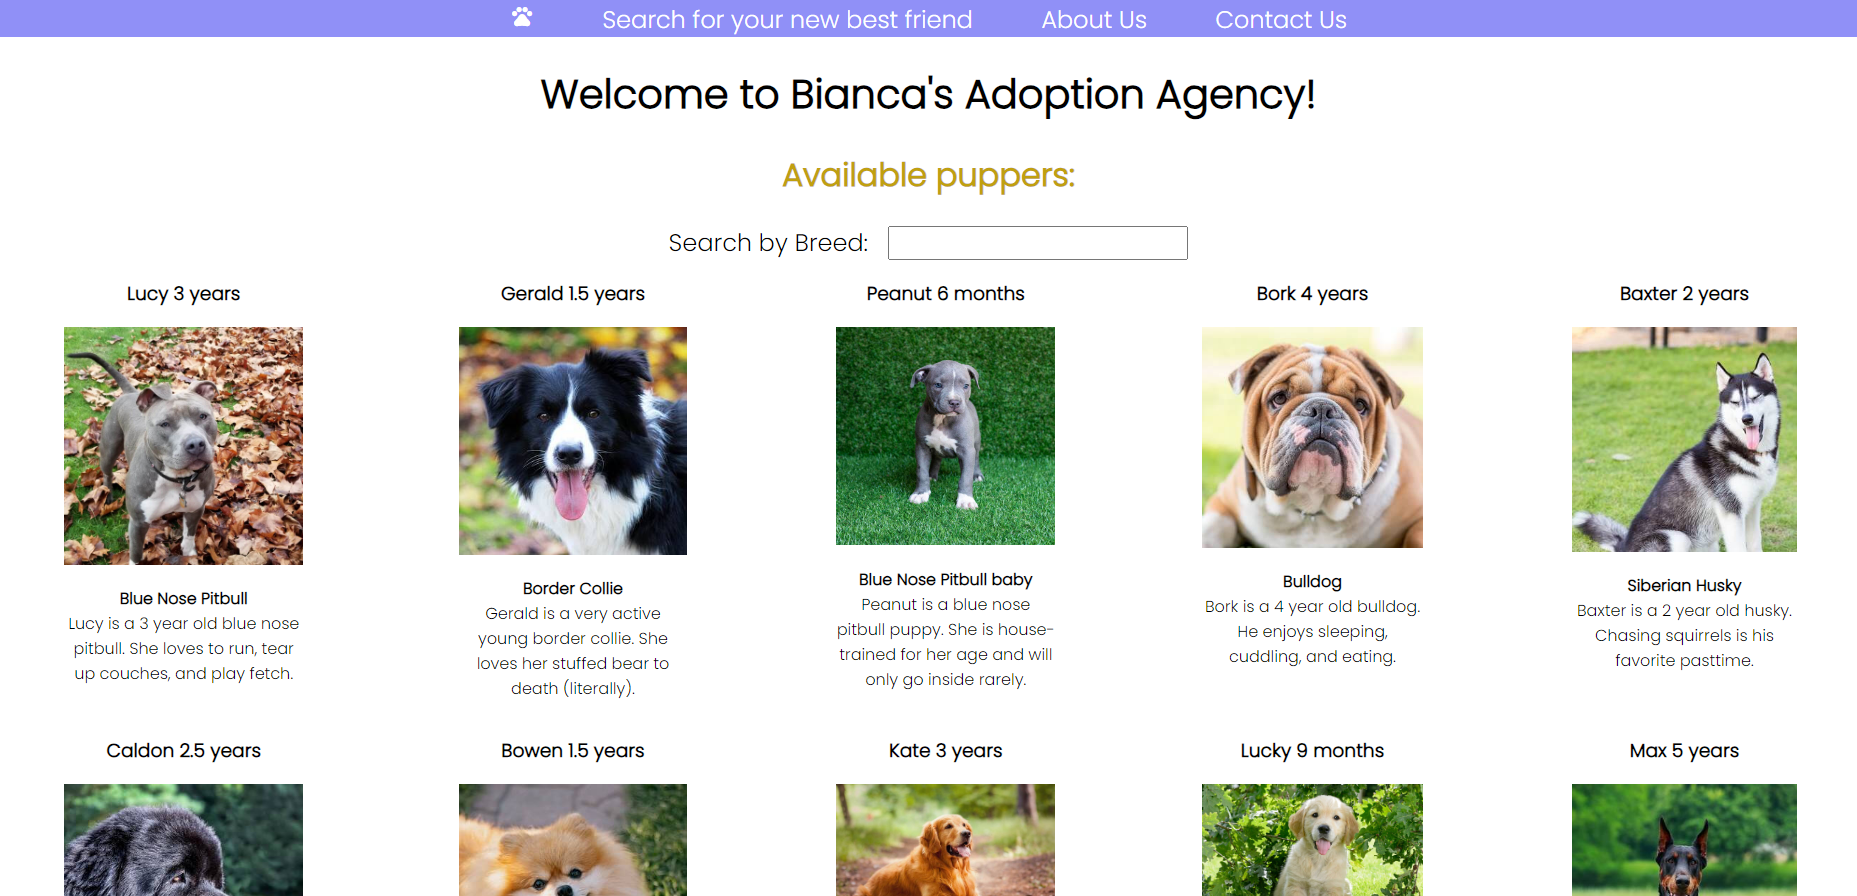 Search for your new best friend About Us Contact Us
Welcome to Bianca's Adoption Agency!
Available puppers:
Search by Breed:
Lucy 3 years
Blue Nose Pitbull
Lucy is a 3 year old blue nose
pitbull. She loves to run, tear
up couches, and play fetch.
Gerald 1.5 years
Border Collie
Gerald is a very active
young border collie. She
loves her stuffed bear to
death (literally).
Peanut 6 months
Blue Nose Pitbull baby
Peanut is a blue nose
pitbull puppy. She is house-
trained for her age and will
only go inside rarely.
Bork 4 years
Bulldog
Bork is a 4 year old bulldog.
He enjoys sleeping,
cuddling, and eating.
Baxter 2 years
Siberian Husky
Baxter is a 2 year old husky.
Chasing squirrels is his
favorite pasttime.
Caldon 2.5 years
Bowen 1.5 years
Kate 3 years
Lucky 9 months
Max 5 years